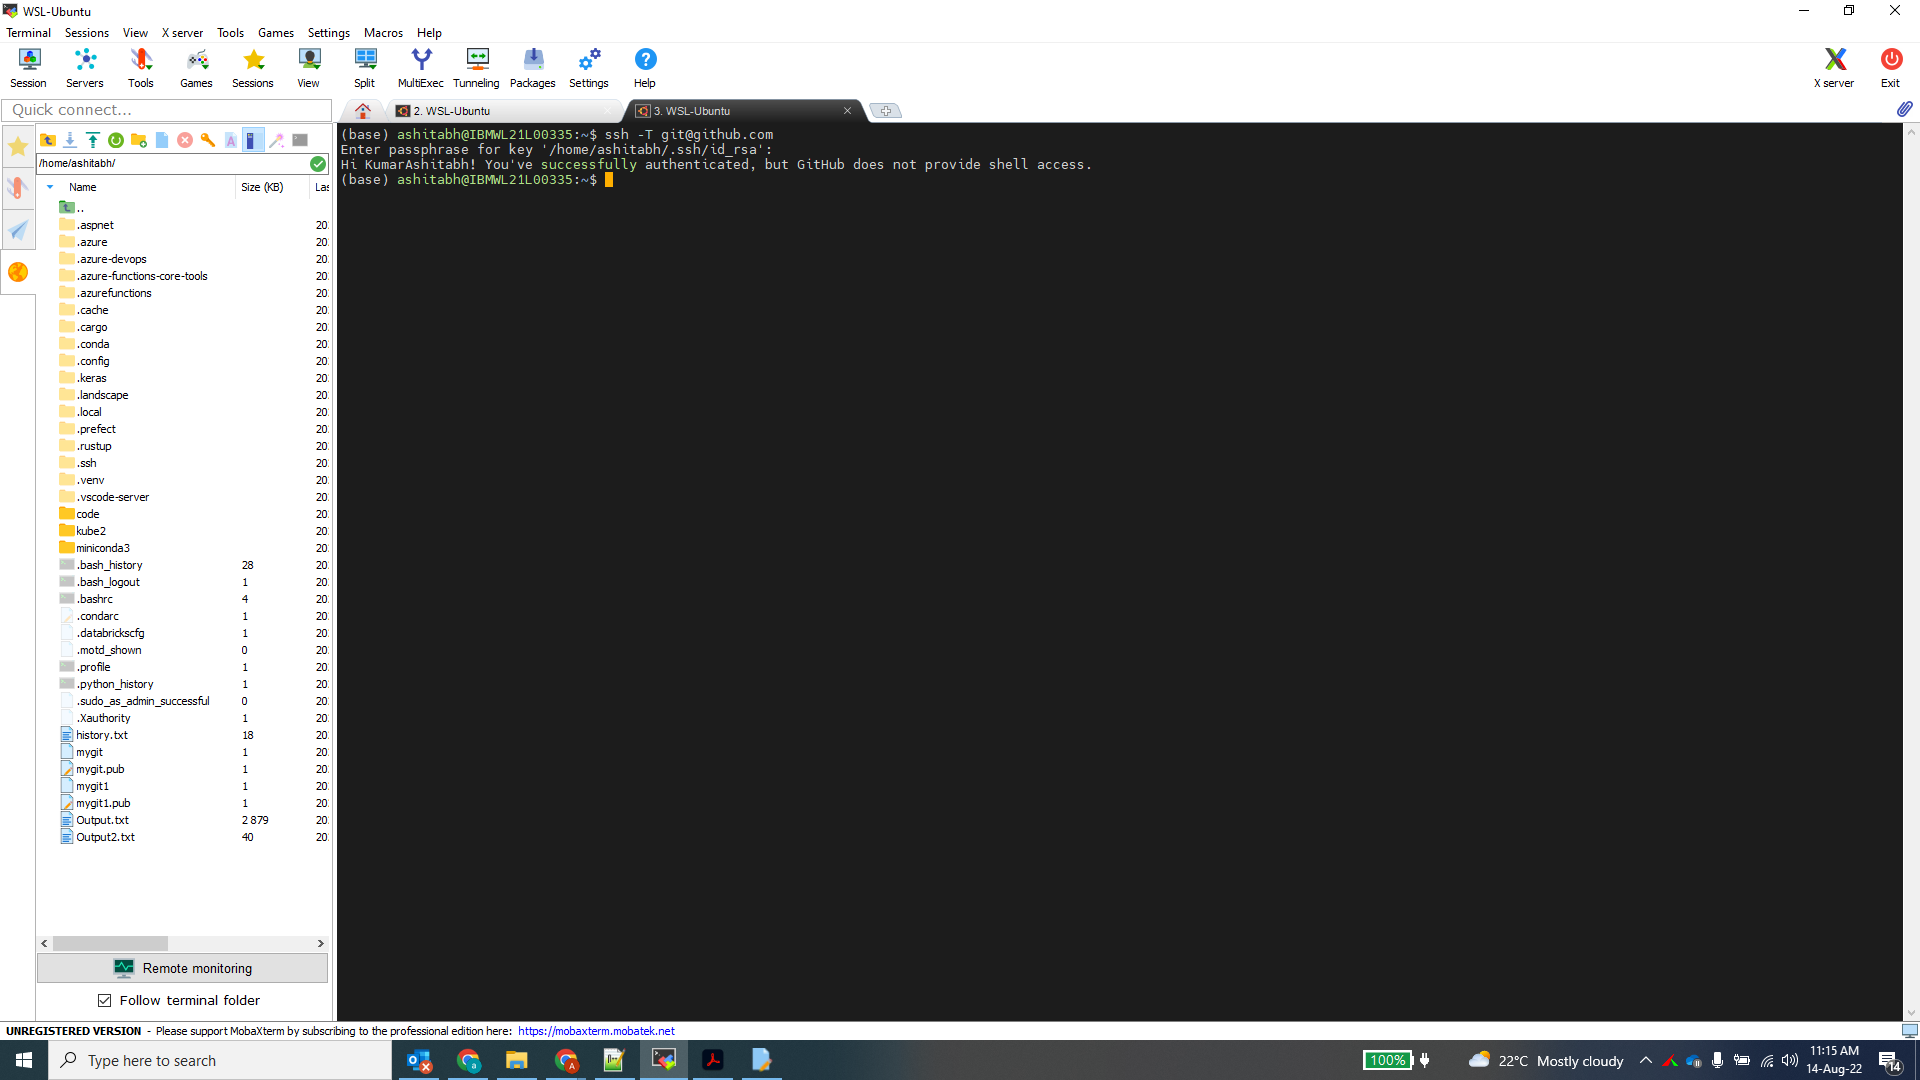 WSL-Ubuntu
Terminal Sessions View X server Tools Games Settings Macros Help
Session Servers Tools Games Sessions View Split MultiExec Tunneling Packages Settings Help X server Exit
Quick connect...
2. WSL-Ubuntu
3. WSL-Ubuntu
/home/ashitabh/
Name Size (KB) Las
..
.aspnet 20
.azure 20
.azure-devops 20
.azure-functions-core-tools 20
.azurefunctions 20
.cache 20
.cargo 20
.conda 20
.config 20
.keras 20
.landscape 20
.local 20
.prefect 20
.rustup 20
.ssh 20
.venv 20
.vscode-server 20
code 20
kube2 20
miniconda3 20
.bash_history 28 20
.bash_logout 1 20
.bashrc 4 20
.condarc 1 20
.databrickscfg 1 20
.motd_shown 0 20
.profile 1 20
.python_history 1 20
.sudo_as_admin_successful 0 20
.Xauthority 1 20
history.txt 18 20
mygit 1 20
mygit.pub 1 20
mygit1 1 20
mygit1.pub 1 20
Output.txt 2 879 20
Output2.txt 40 20
Remote monitoring
Follow terminal folder
(base) ashitabh@IBMWL21L00335:~$ ssh -T git@github.com
Enter passphrase for key '/home/ashitabh/.ssh/id_rsa':
Hi KumarAshitabh! You've successfully authenticated, but GitHub does not provide shell access.
(base) ashitabh@IBMWL21L00335:~$
UNREGISTERED VERSION - Please support MobaXterm by subscribing to the professional edition here: https://mobaxterm.mobatek.net
Type here to search
100%
22°C Mostly cloudy
11:15 AM
14-Aug-22
14